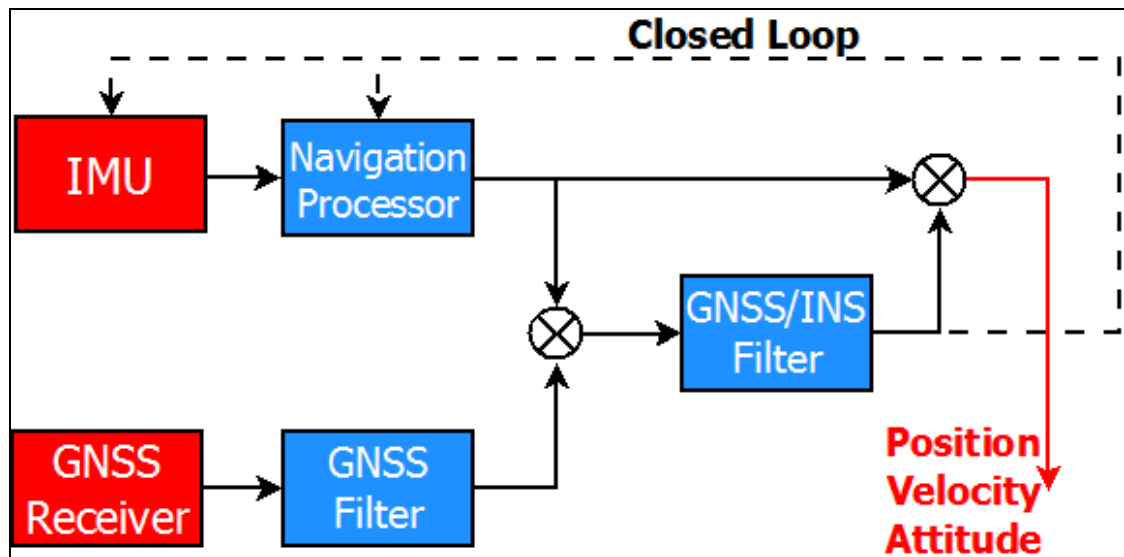 Closed Loop
IMU
Navigation
Processor
GNSS/INS
Filter
GNSS
Receiver
GNSS
Filter
Position
Velocity
Attitude